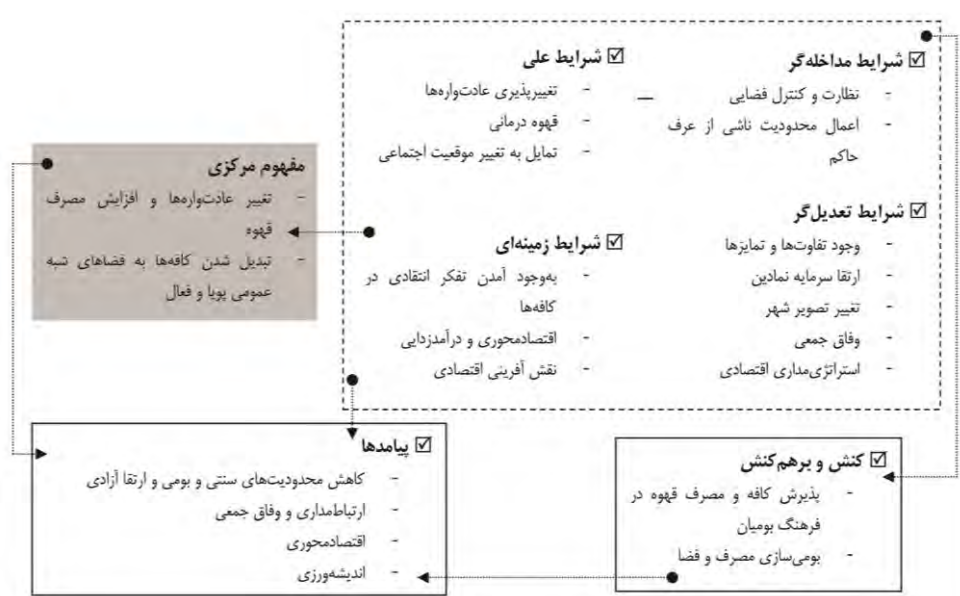 ☑ شرایط مداخله‌گر
- نظارت و کنترل فضایی
- اعمال محدودیت ناشی از عرف
حاکم
☑ شرایط علی
- تغییرپذیری عادت‌واره‌ها
- قهوه درمانی
- تمایل به تغییر موقعیت اجتماعی
☑ شرایط تعدیل‌گر
- وجود تفاوت‌ها و تمایزها
- ارتقا سرمایه نمادین
- تغییر تصویر شهر
- وفاق جمعی
- استراتژی‌مداری اقتصادی
☑ شرایط زمینه‌ای
- به‌وجود آمدن تفکر انتقادی در
کافه‌ها
- اقتصادمحوری و درآمدزدایی
- نقش آفرینی اقتصادی
مفهوم مرکزی
- تغییر عادت‌واره‌ها و افزایش مصرف
قهوه
- تبدیل شدن کافه‌ها به فضاهای شبه
عمومی پویا و فعال
☑ کنش و برهم‌کنش
- پذیرش کافه و مصرف قهوه در
فرهنگ بومیان
- بومی‌سازی مصرف و فضا
☑ پیامدها
- کاهش محدودیت‌های سنتی و بومی و ارتقا آزادی
- ارتباط‌مداری و وفاق جمعی
- اقتصادمحوری
- اندیشه‌ورزی